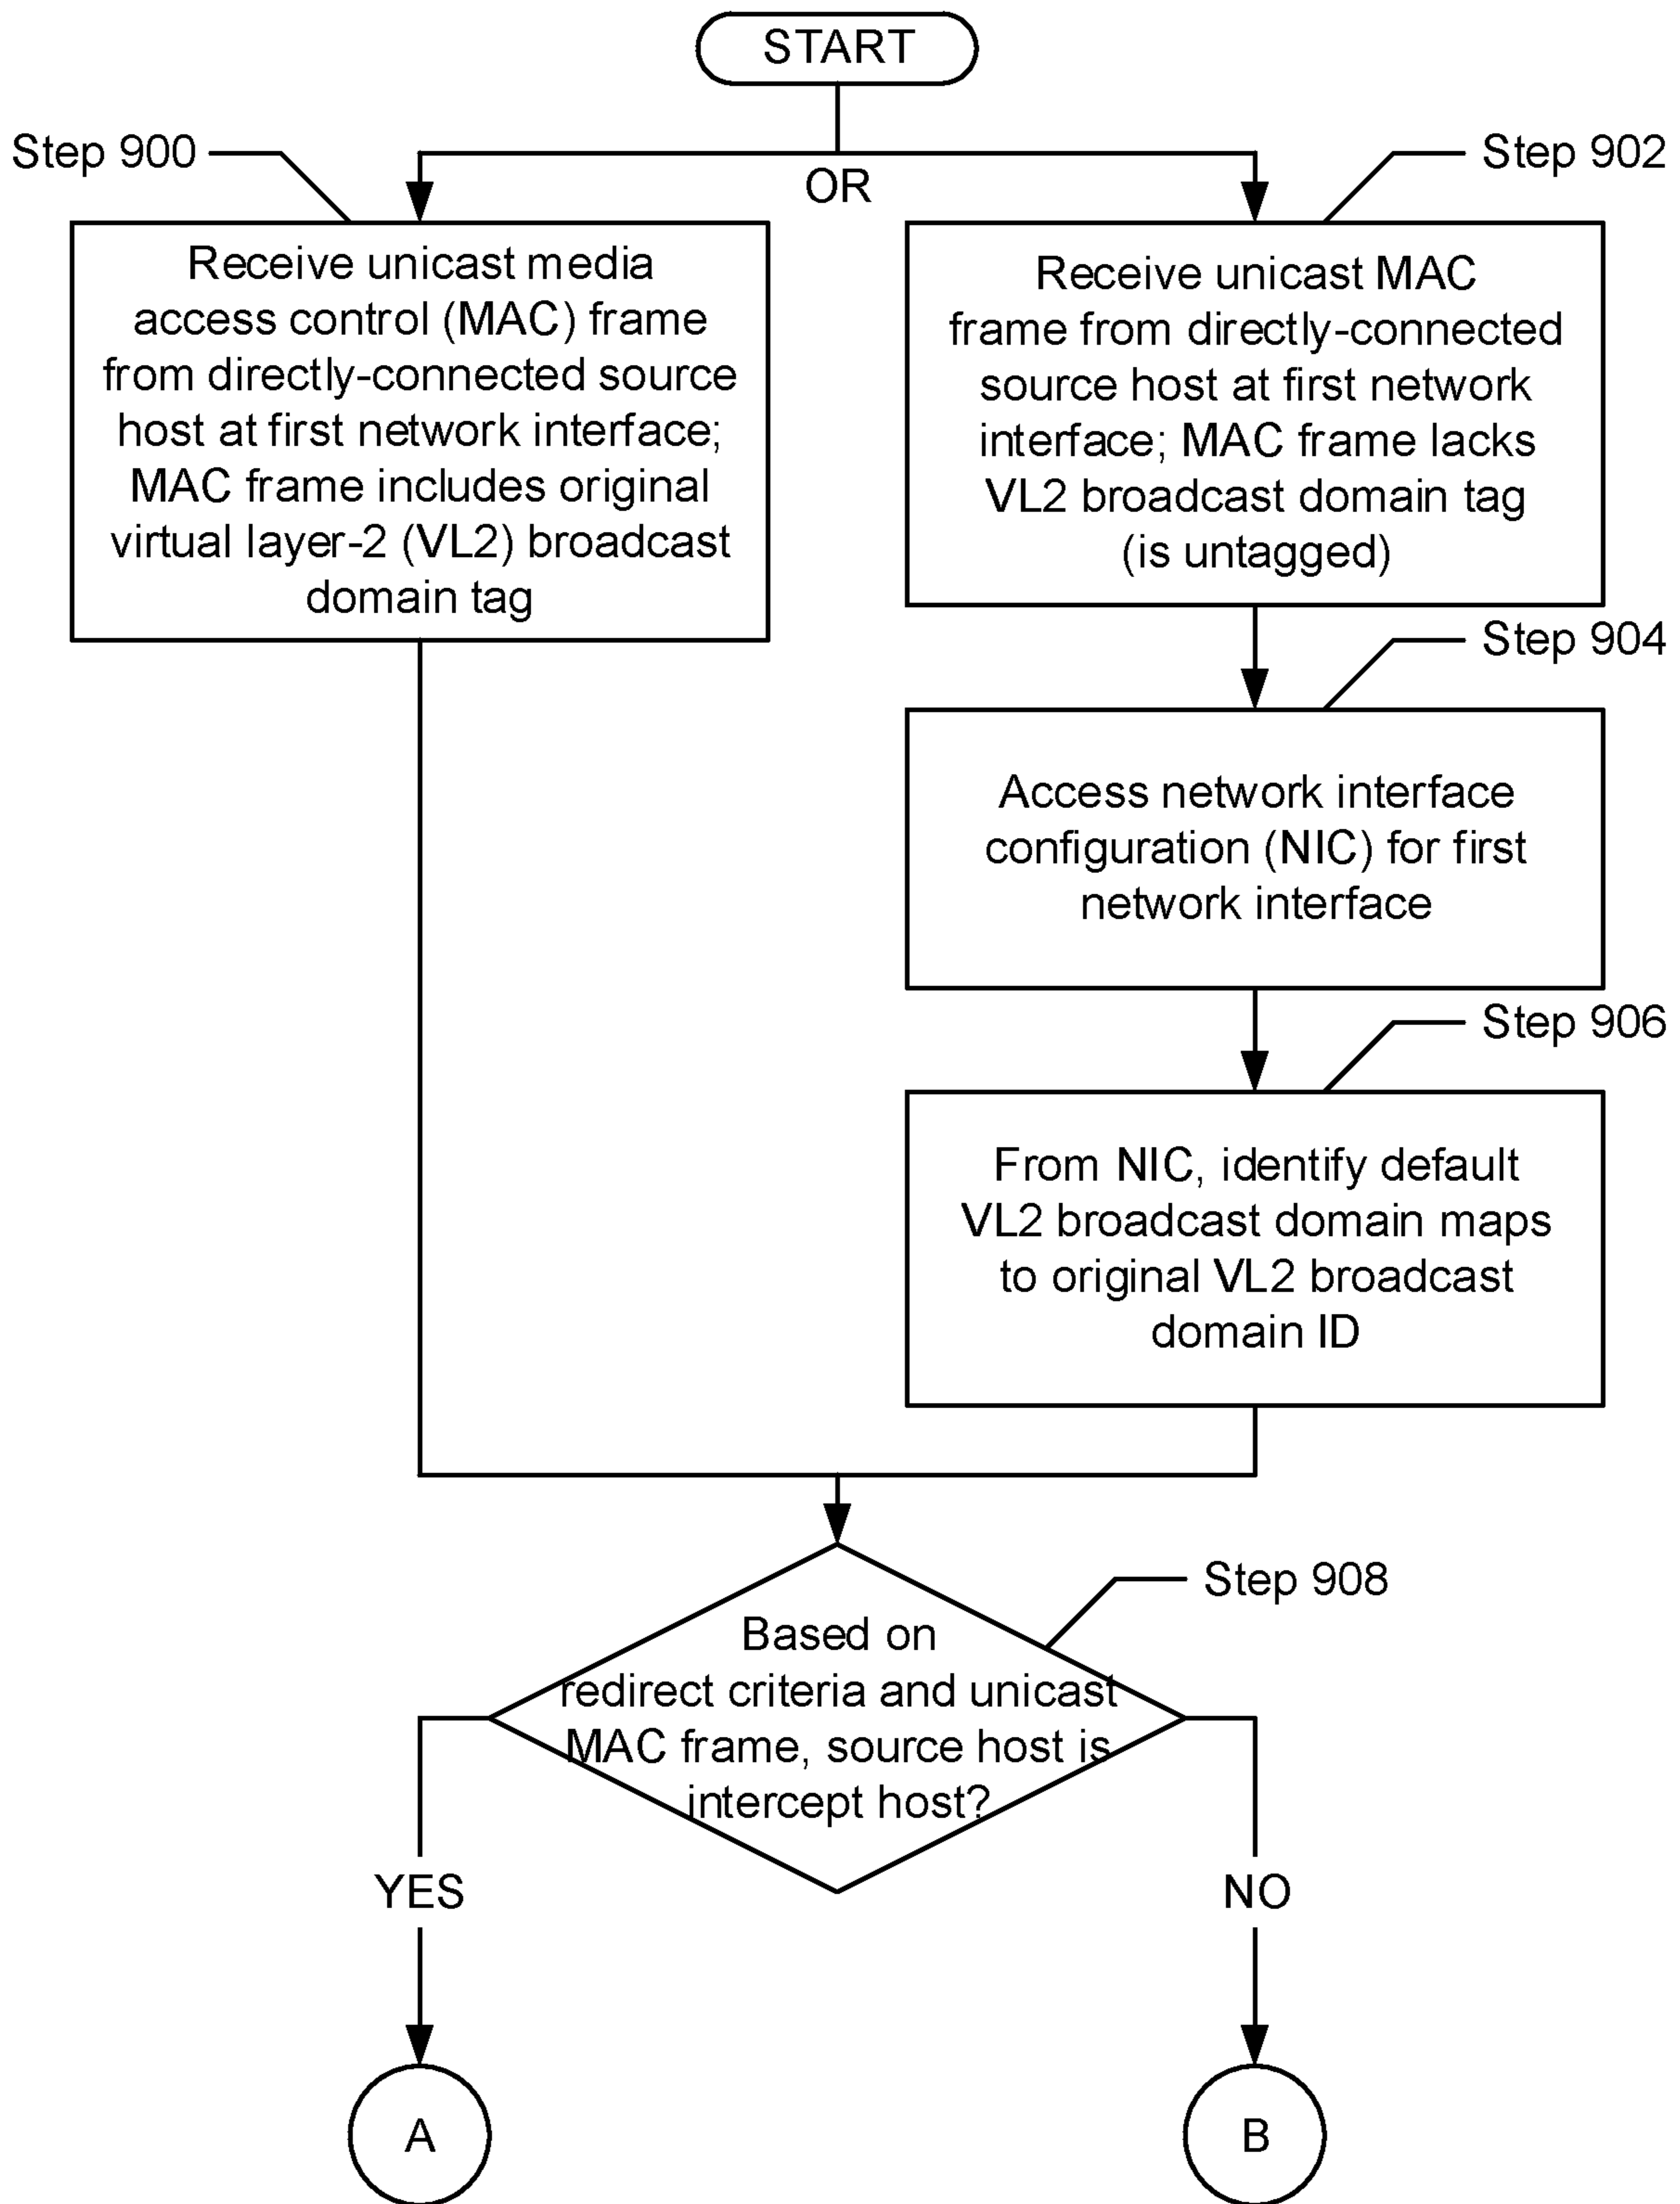 START
Step 900
OR
Step 902
Receive unicast media
access control (MAC) frame
from directly-connected source
host at first network interface;
MAC frame includes original
virtual layer-2 (VL2) broadcast
domain tag
Receive unicast MAC
frame from directly-connected
source host at first network
interface; MAC frame lacks
VL2 broadcast domain tag
(is untagged)
Step 904
Access network interface
configuration (NIC) for first
network interface
Step 906
From NIC, identify default
VL2 broadcast domain maps
to original VL2 broadcast
domain ID
Step 908
Based on
redirect criteria and unicast
MAC frame, source host is
intercept host?
YES
NO
A
B